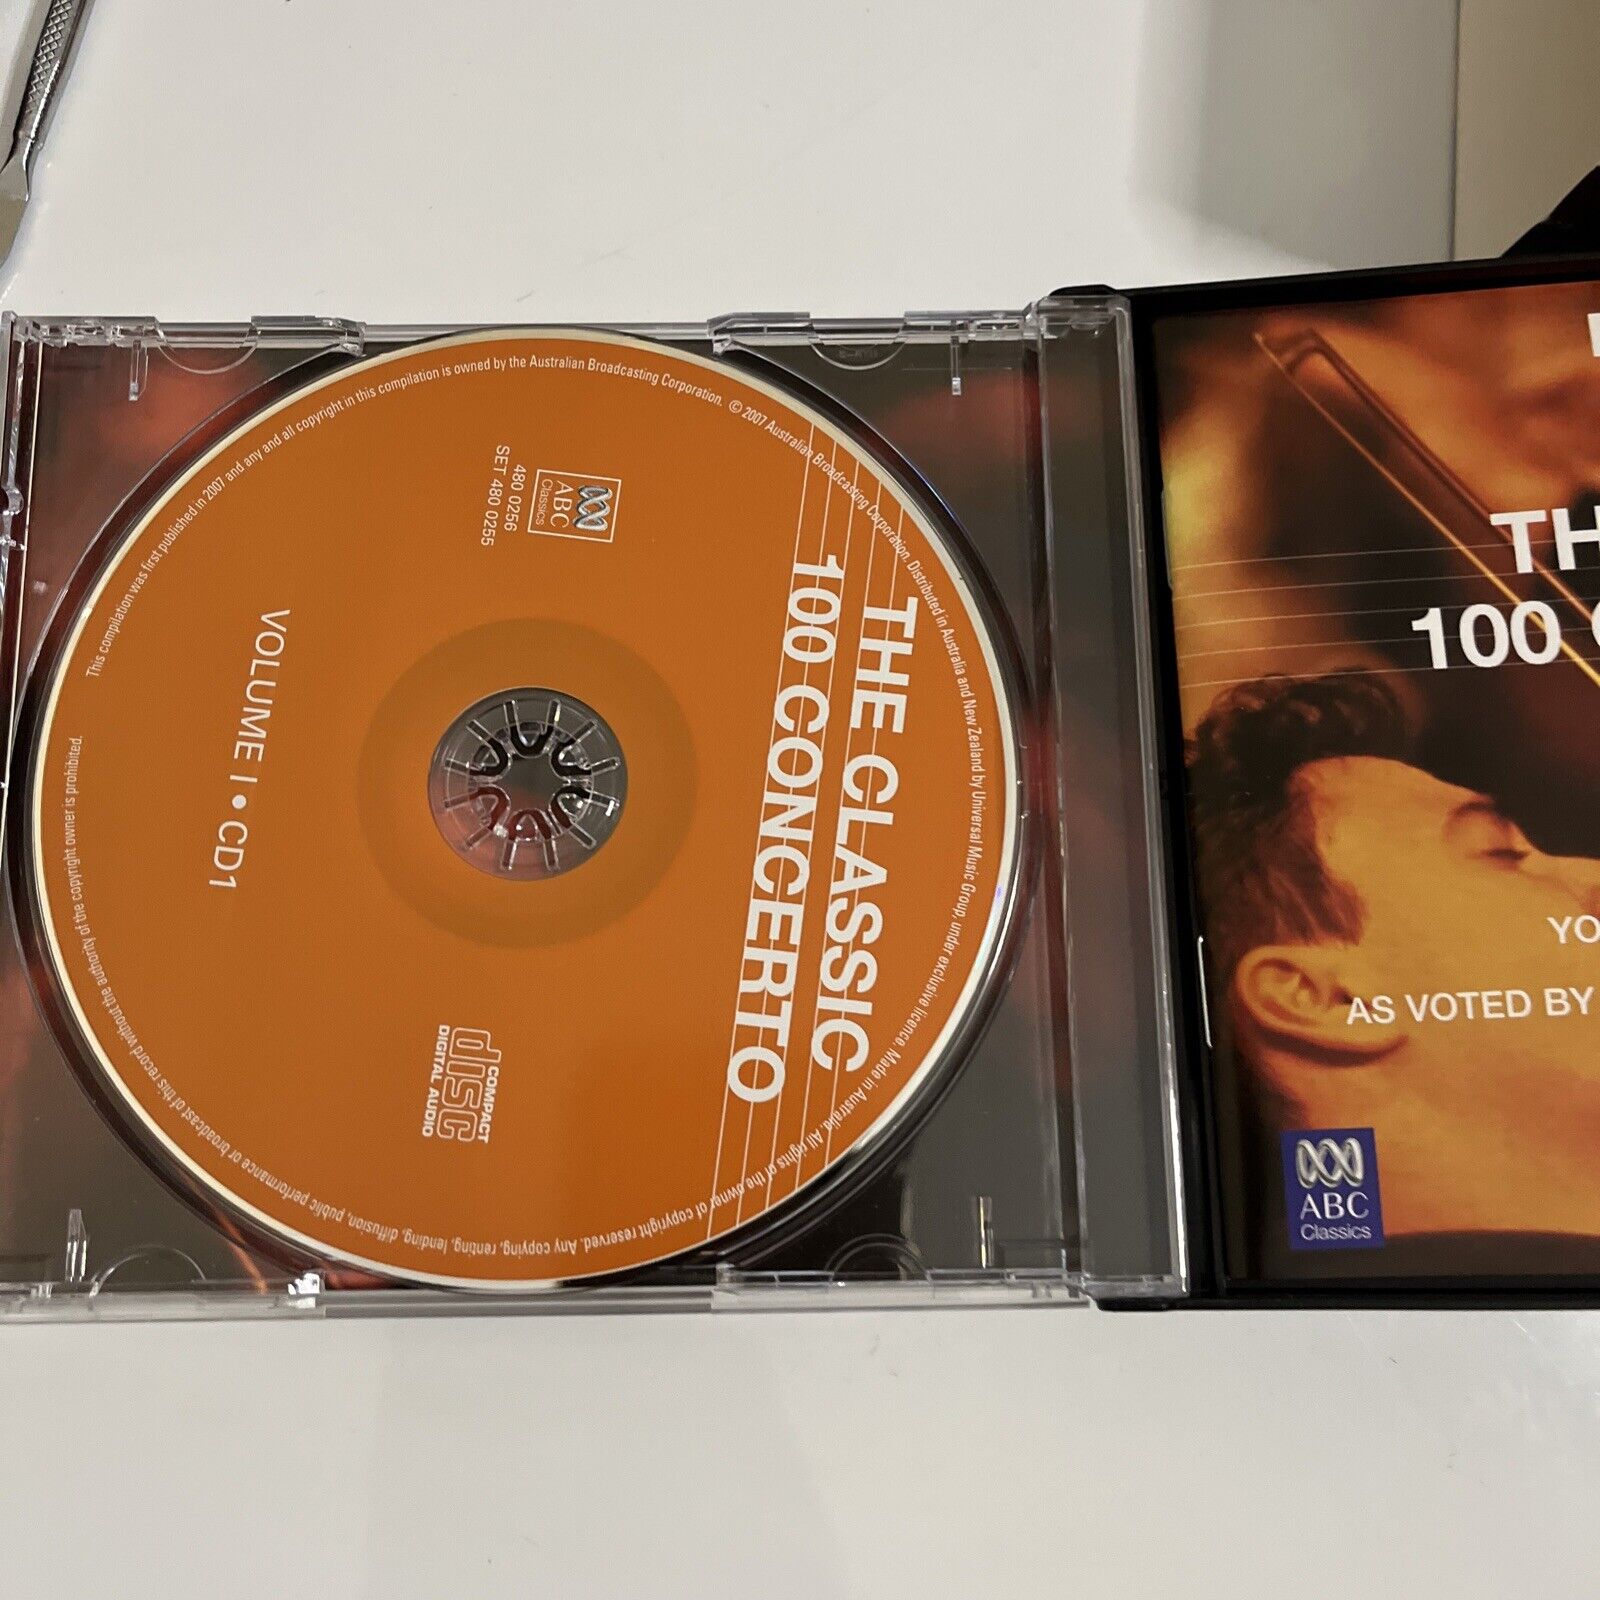 THE CLASSIC
100 CONCERTO
ABC
Classics
480 0256
SET 480 0255
COMPACT
disc
DIGITAL AUDIO
VOLUME I • CD1
This compilation was first published in 2007 and any and all copyright in this compilation is owned by the Australian Broadcasting Corporation. © 2007 Australian Broadcasting Corporation. Distributed in Australia and New Zealand by Universal Music Group, under exclusive licence. Made in Australia. All rights of the owner of copyright reserved. Any copying, renting, lending, diffusion, public performance or broadcast of this record without the authority of the copyright owner is prohibited.
TH
100
YO
AS VOTED BY
ABC
Classics